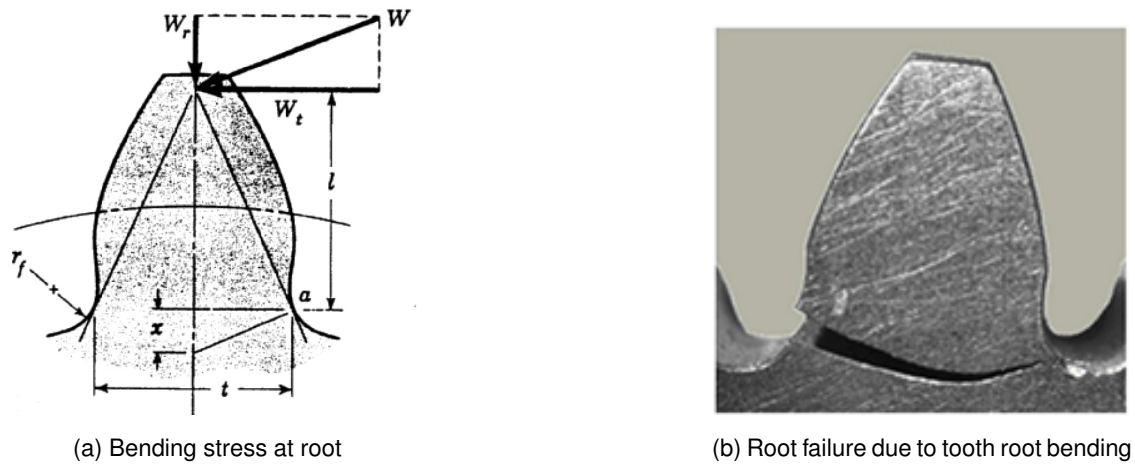 W_r
W
W_t
l
r_f
a
x
t
(a) Bending stress at root
(b) Root failure due to tooth root bending